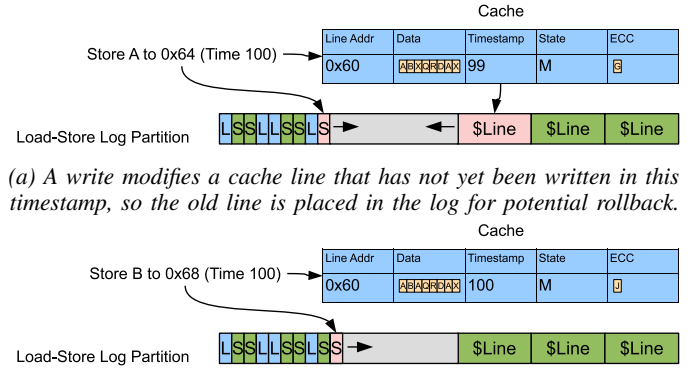 Cache
Line Addr Data Timestamp State ECC
Store A to 0x64 (Time 100)
0x60 ABXQRDAX 99 M G
Load-Store Log Partition
LSSLLSSLS $Line $Line $Line
(a) A write modifies a cache line that has not yet been written in this
timestamp, so the old line is placed in the log for potential rollback.
Cache
Line Addr Data Timestamp State ECC
Store B to 0x68 (Time 100)
0x60 ABAQRDAX 100 M J
Load-Store Log Partition
LSSLLSSLSS $Line $Line $Line